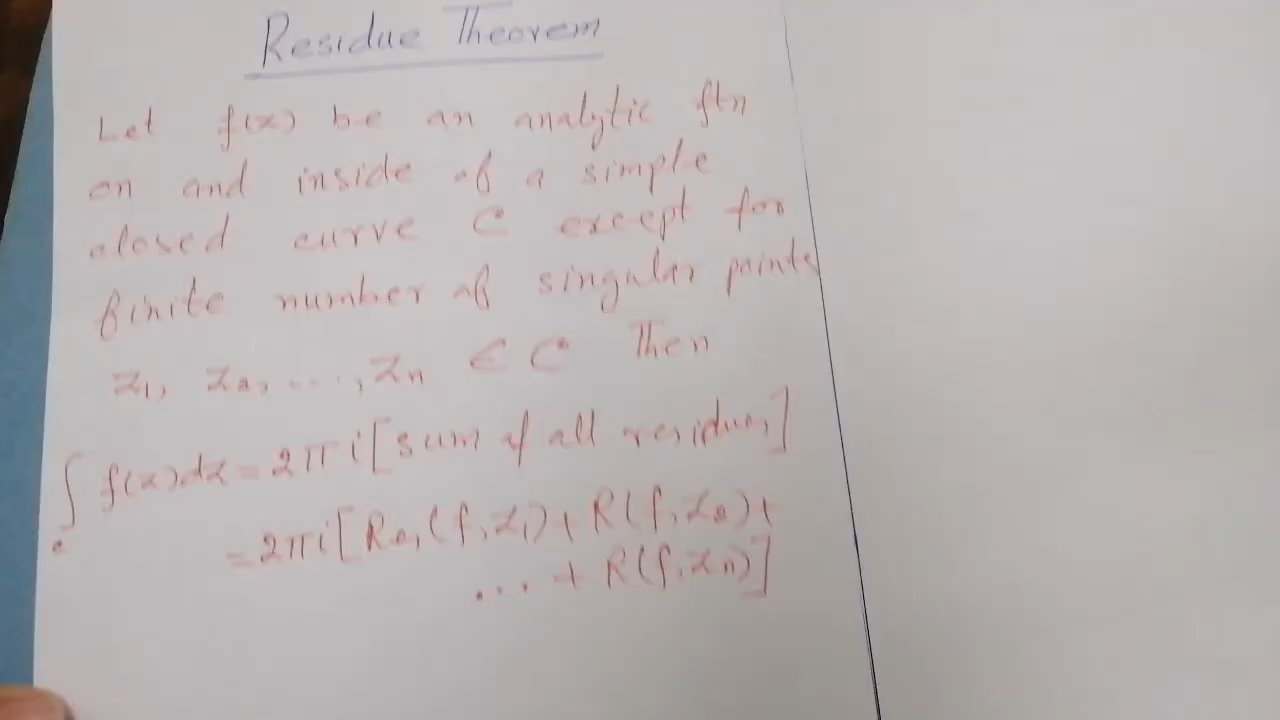 Residue Theorem
Let f(z) be an analytic ftn
on and inside of a simple
closed curve C except for
finite number of singular points
z1, z2, ..., zn ∈ C Then
∫c f(z)dz = 2πi[sum of all residues]
= 2πi[Re,(f,z1)+ R(f,z2)+
... + R(f,zn)]